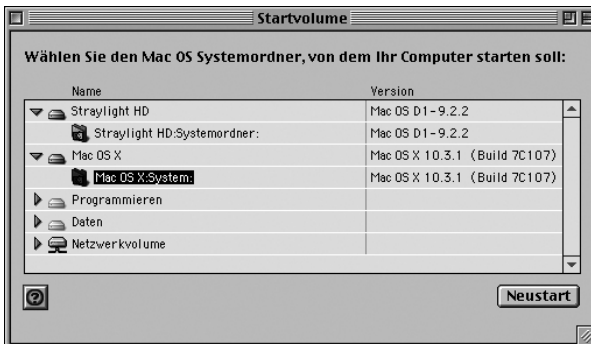 Startvolume
Wählen Sie den Mac OS Systemordner, von dem Ihr Computer starten soll:
Name Version
Straylight HD Mac OS D1-9.2.2
Straylight HD:Systemordner: Mac OS D1-9.2.2
Mac OS X Mac OS X 10.3.1 (Build 7C107)
Mac OS X:System: Mac OS X 10.3.1 (Build 7C107)
Programmieren
Daten
Netzwerkvolume
? Neustart